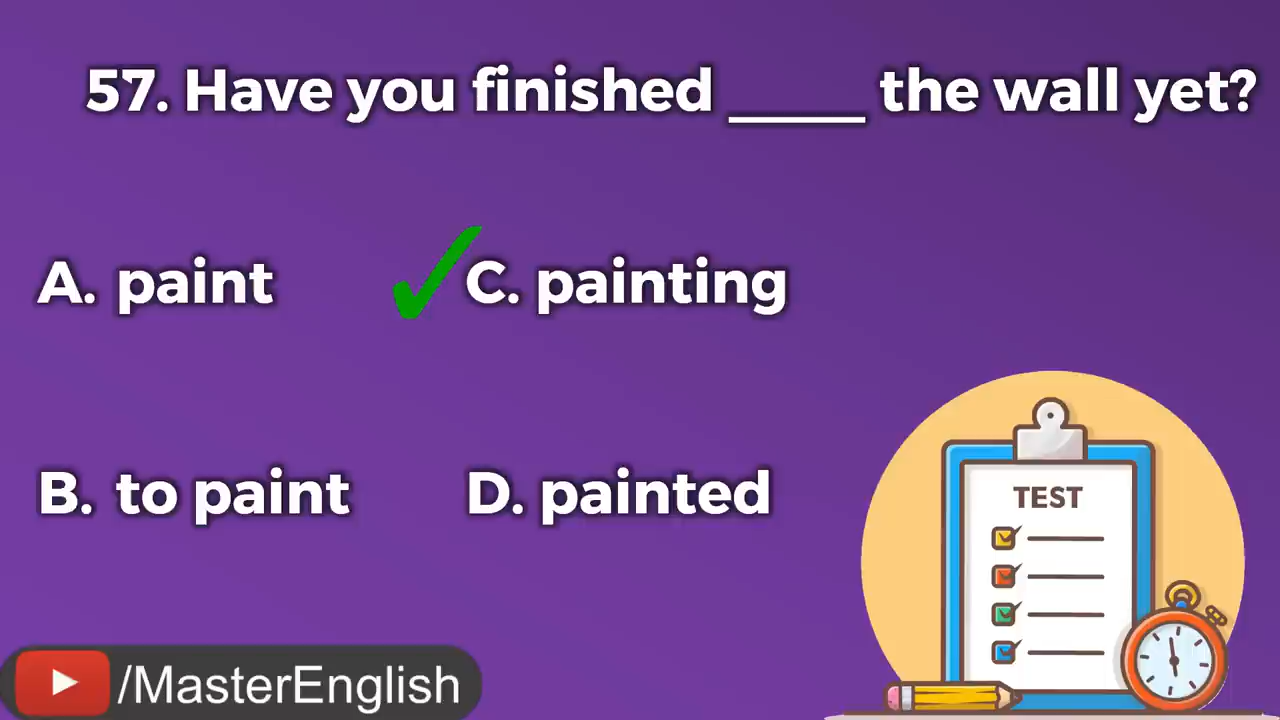 57. Have you finished _____ the wall yet?
A. paint
C. painting
B. to paint
D. painted
TEST
/MasterEnglish